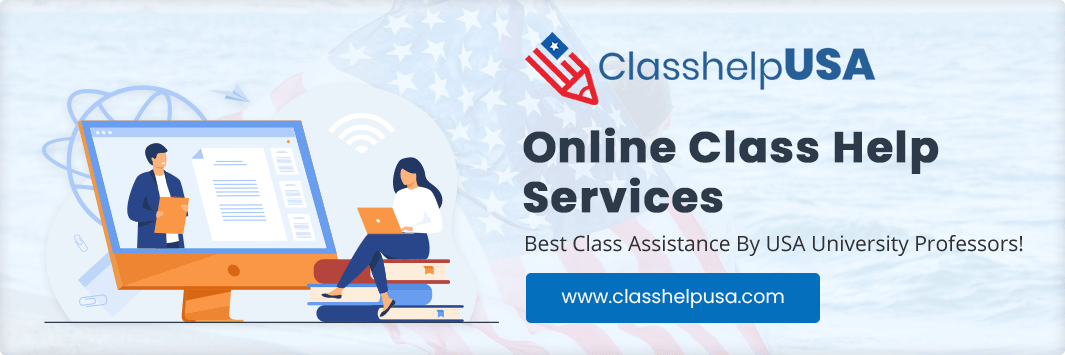 ClasshelpUSA
Online Class Help
Services
Best Class Assistance By USA University Professors!
www.classhelpusa.com